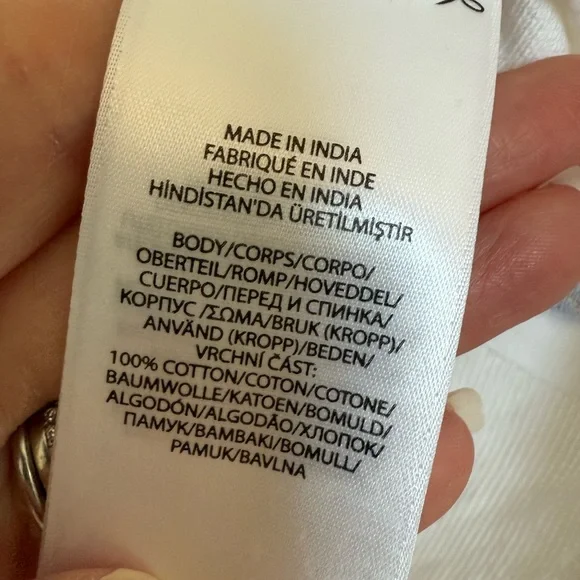 MADE IN INDIA
FABRIQUÉ EN INDE
HECHO EN INDIA
HİNDİSTAN'DA ÜRETİLMİŞTİR
BODY/CORPS/CORPO/
OBERTEIL/ROMP/HOVEDDEL/
CUERPO/ПЕРЕД И СПИНКА/
КОРПУС /ΣΩΜΑ/BRUK (KROPP)/
ANVÄND (KROPP)/BEDEN/
VRCHNÍ ČÁST:
100% COTTON/COTON/COTONE/
BAUMWOLLE/KATOEN/BOMULD/
ALGODÓN/ALGODÃO/ХЛОПОК/
ПАМУК/BAMBAKI/BOMULL/
PAMUK/BAVLNA